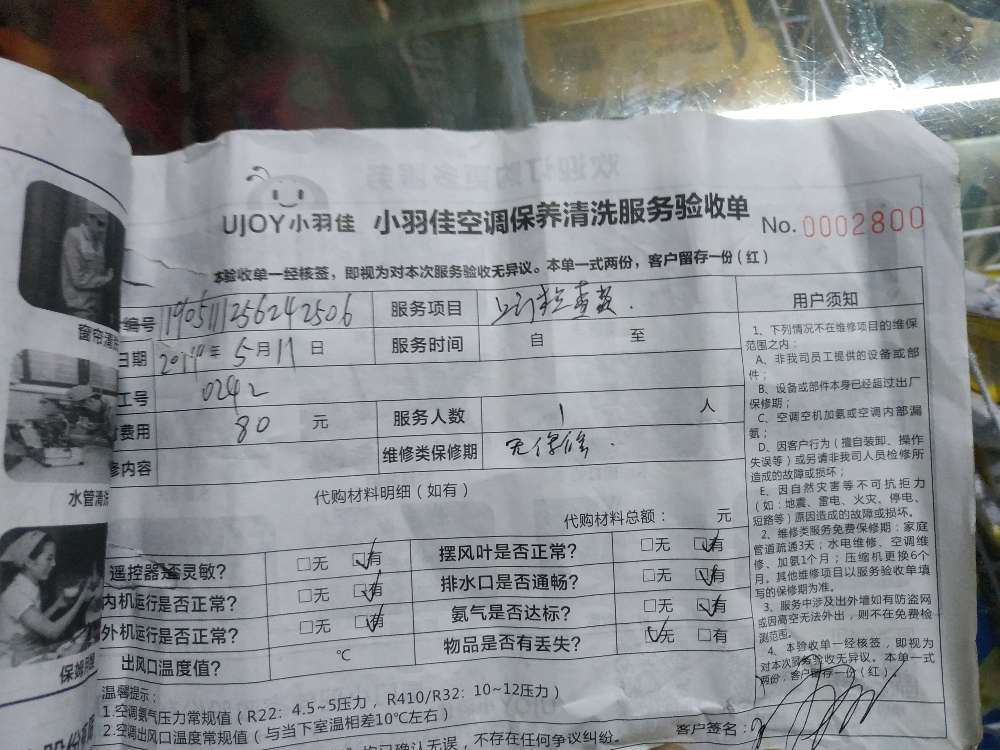 UJOY小羽佳 小羽佳空调保养清洗服务验收单 No. 0002800
本验收单一经核签，即视为对本次服务验收无异议。本单一式两份，客户留存一份（红）
编号 11905111256242506 服务项目
日期 2019年5月11日 服务时间 自 至
工号 0242
费用 80 元 服务人数 1 人
修内容 维修类保修期 无保修
代购材料明细（如有）
代购材料总额： 元
遥控器是否灵敏？ □无 ☑有 摆风叶是否正常？ □无 ☑有
内机运行是否正常？ □无 ☑有 排水口是否通畅？ □无 ☑有
外机运行是否正常？ □无 ☑有 氨气是否达标？ □无 ☑有
出风口温度值？ ℃ 物品是否有丢失？ ☑无 □有
用户须知
1、下列情况不在维修项目的维保
范围之内：
A、非我司员工提供的设备或部
件；
B、设备或部件本身已经超过出厂
保修期；
C、空调空机加氨或空调内部漏
氨；
D、因客户行为（擅自装卸、操作
失误等）或另请非我司人员检修所
造成的故障或损坏；
E、因自然灾害等不可抗拒力
（如：地震、雷电、火灾、停电、
短路等）原因造成的故障或损坏。
2、维修类服务免费保修期：家庭
管道疏通3天；水电维修、空调维
修、加氨1个月；压缩机更换6个
月。其他维修项目以服务验收单填
写的保修期为准。
3、服务中涉及出外墙如有防盗网
或因高空无法外出，则不在免费检
测范围。
4、本验收单一经核签，即视为
对本次服务验收无异议。本单一式
两份，客户留存一份（红）。
温馨提示：
1.空调氨气压力常规值（R22：4.5~5压力，R410/R32：10~12压力）
2.空调出风口温度常规值（与当下室温相差10℃左右）
均已确认无误，不存在任何争议纠纷。 客户签名：
窗帘清洗
水管清洗
保姆